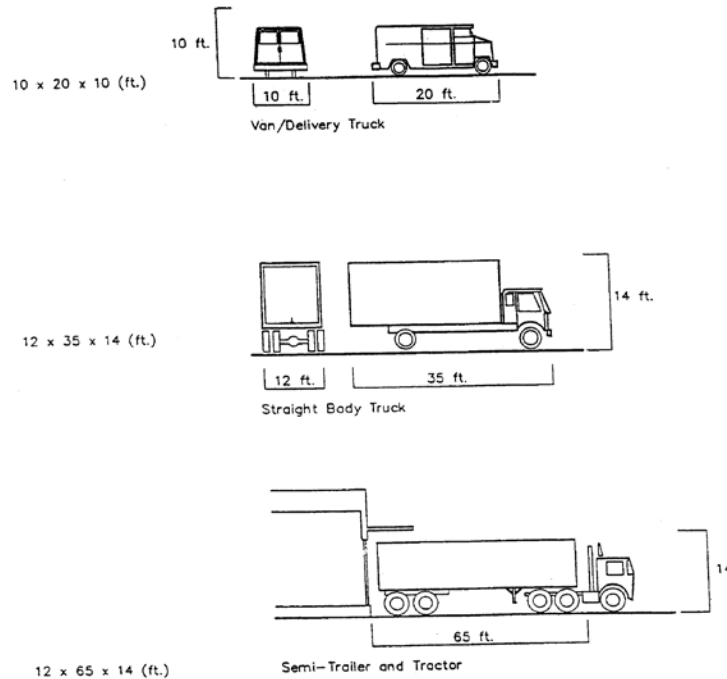 10 ft.
10 x 20 x 10 (ft.)
10 ft.
20 ft.
Van/Delivery Truck
14 ft.
12 x 35 x 14 (ft.)
12 ft.
35 ft.
Straight Body Truck
14
65 ft.
12 x 65 x 14 (ft.)
Semi-Trailer and Tractor